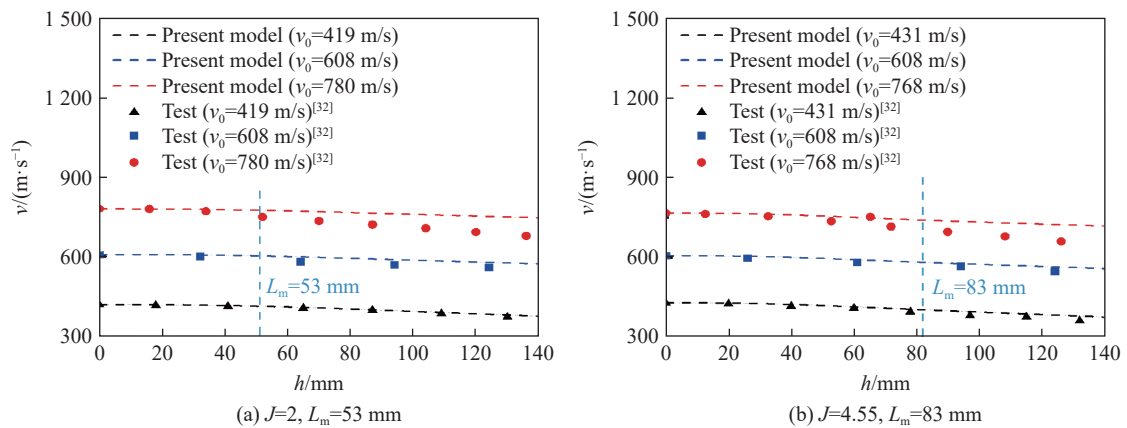 1 500
1 200
900
600
300
v/(m·s⁻¹)
Present model (v₀=419 m/s)
Present model (v₀=608 m/s)
Present model (v₀=780 m/s)
Test (v₀=419 m/s)[32]
Test (v₀=608 m/s)[32]
Test (v₀=780 m/s)[32]
Lₘ=53 mm
0 20 40 60 80 100 120 140
h/mm
(a) J=2, Lₘ=53 mm
1 500
1 200
900
600
300
v/(m·s⁻¹)
Present model (v₀=431 m/s)
Present model (v₀=608 m/s)
Present model (v₀=768 m/s)
Test (v₀=431 m/s)[32]
Test (v₀=608 m/s)[32]
Test (v₀=768 m/s)[32]
Lₘ=83 mm
0 20 40 60 80 100 120 140
h/mm
(b) J=4.55, Lₘ=83 mm